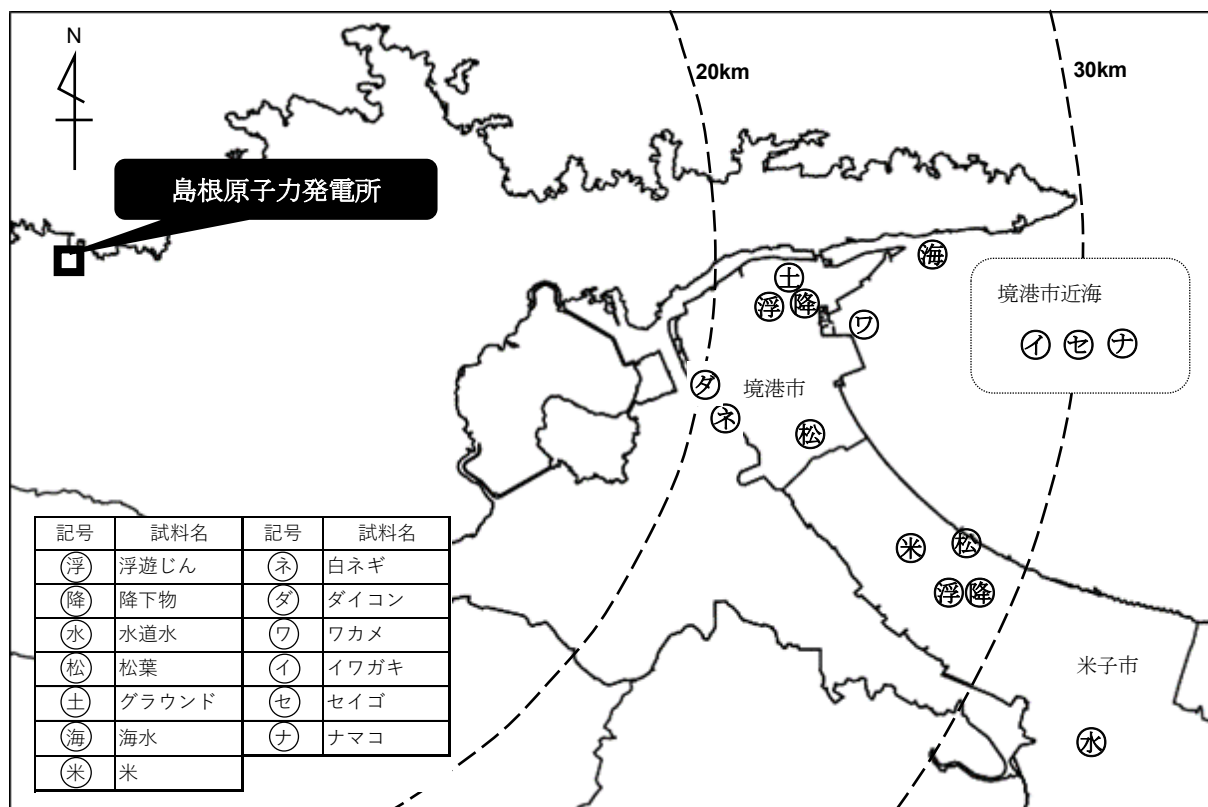 N
20km
30km
島根原子力発電所
海
土
浮 降
ワ
境港市近海
イ セ ナ
ダ
境港市
ネ
松
米
松
浮 降
米子市
水
記号 試料名 記号 試料名
浮 浮遊じん ネ 白ネギ
降 降下物 ダ ダイコン
水 水道水 ワ ワカメ
松 松葉 イ イワガキ
土 グラウンド セ セイゴ
海 海水 ナ ナマコ
米 米